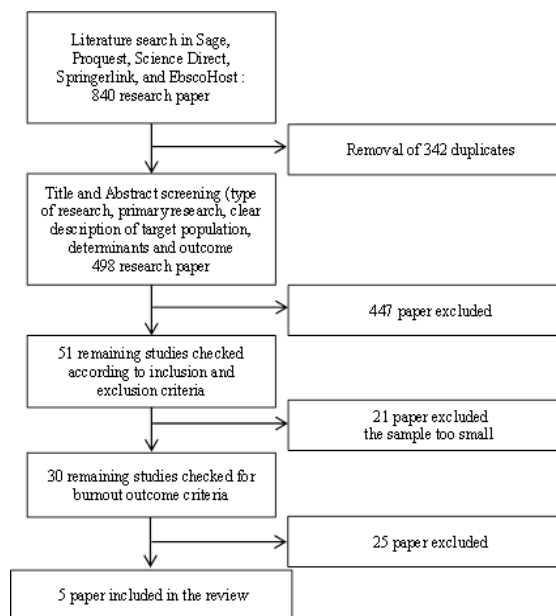 Literature search in Sage,
Proquest, Science Direct,
Springerlink, and EbscoHost :
840 research paper
Removal of 342 duplicates
Title and Abstract screening (type
of research, primary research, clear
description of target population,
determinants and outcome
498 research paper
447 paper excluded
51 remaining studies checked
according to inclusion and
exclusion criteria
21 paper excluded
the sample too small
30 remaining studies checked for
burnout outcome criteria
25 paper excluded
5 paper included in the review